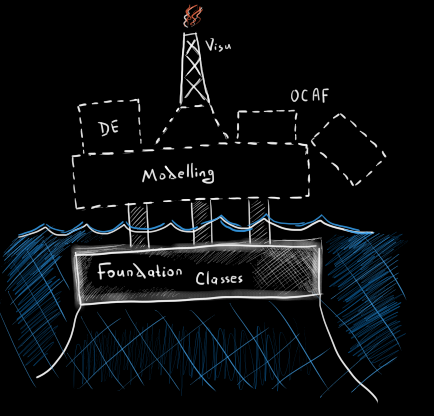 Visu
OCAF
DE
Modelling
Foundation Classes